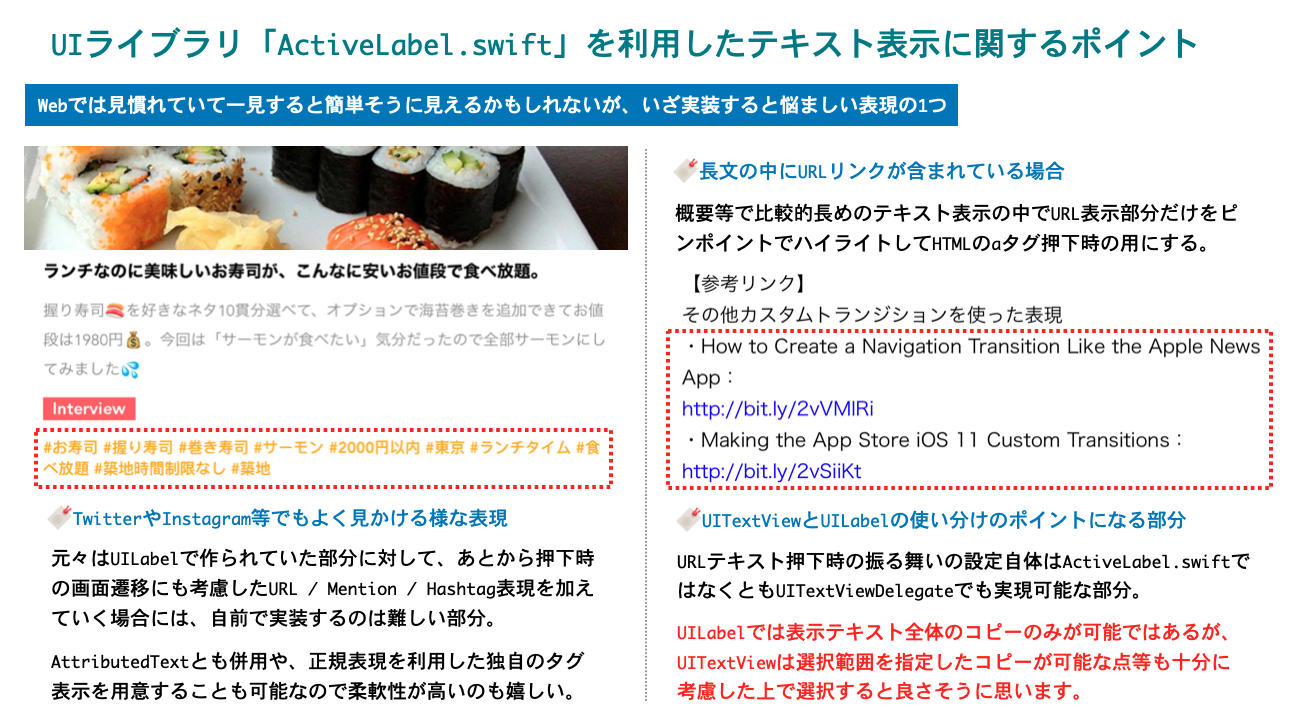 UIライブラリ「ActiveLabel.swift」を利用したテキスト表示に関するポイント
Webでは見慣れていて一見すると簡単そうに見えるかもしれないが、いざ実装すると悩ましい表現の1つ
ランチなのに美味しいお寿司が、こんなに安いお値段で食べ放題。
握り寿司🍣を好きなネタ10貫分選べて、オプションで海苔巻きを追加できてお値
段は1980円💰。今回は「サーモンが食べたい」気分だったので全部サーモンにし
てみました💦
Interview
#お寿司 #握り寿司 #巻き寿司 #サーモン #2000円以内 #東京 #ランチタイム #食
べ放題 #築地時間制限なし #築地
TwitterやInstagram等でもよく見かける様な表現
元々はUILabelで作られていた部分に対して、あとから押下時
の画面遷移にも考慮したURL / Mention / Hashtag表現を加え
ていく場合には、自前で実装するのは難しい部分。
AttributedTextとも併用や、正規表現を利用した独自のタグ
表示を用意することも可能なので柔軟性が高いのも嬉しい。
長文の中にURLリンクが含まれている場合
概要等で比較的長めのテキスト表示の中でURL表示部分だけをピ
ンポイントでハイライトしてHTMLのaタグ押下時の用にする。
【参考リンク】
その他カスタムトランジションを使った表現
・How to Create a Navigation Transition Like the Apple News
App：
http://bit.ly/2vVMIRi
・Making the App Store iOS 11 Custom Transitions：
http://bit.ly/2vSiiKt
UITextViewとUILabelの使い分けのポイントになる部分
URLテキスト押下時の振る舞いの設定自体はActiveLabel.swiftで
はなくともUITextViewDelegateでも実現可能な部分。
UILabelでは表示テキスト全体のコピーのみが可能ではあるが、
UITextViewは選択範囲を指定したコピーが可能な点等も十分に
考慮した上で選択すると良さそうに思います。